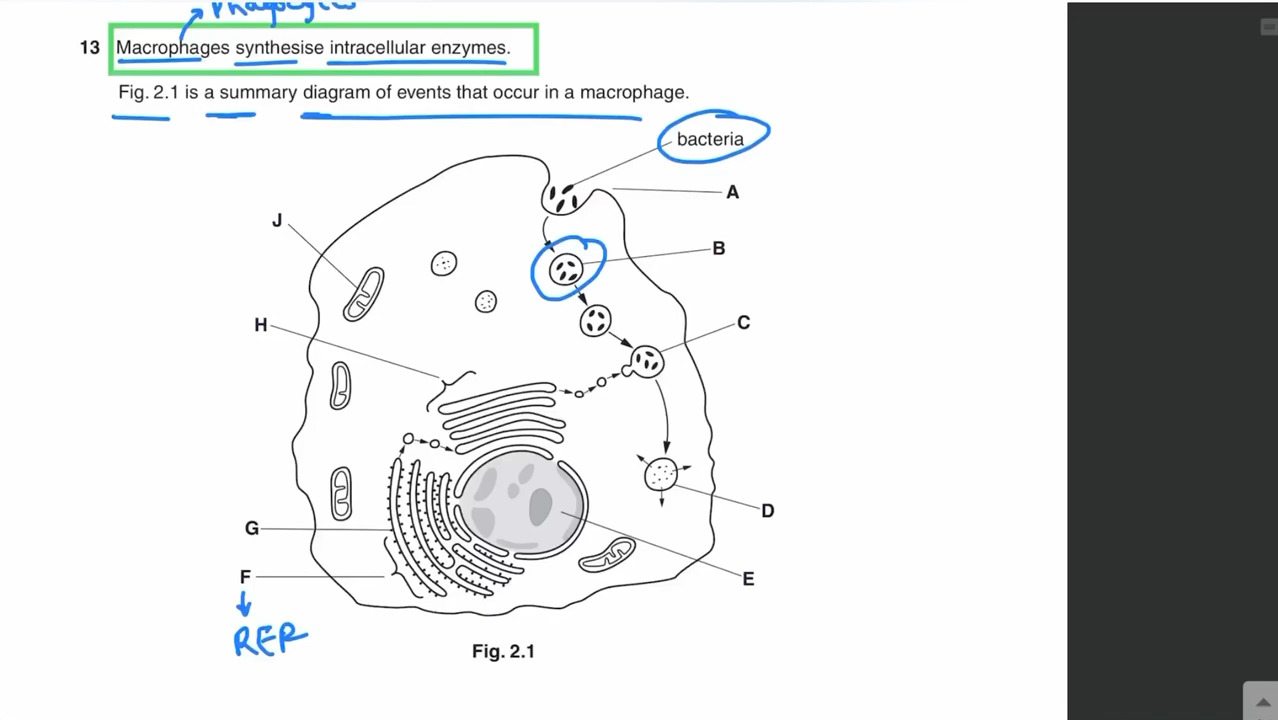 Phagocytes
13 Macrophages synthesise intracellular enzymes.
Fig. 2.1 is a summary diagram of events that occur in a macrophage.
bacteria
A
J
B
H
C
G
D
F
E
RER
Fig. 2.1